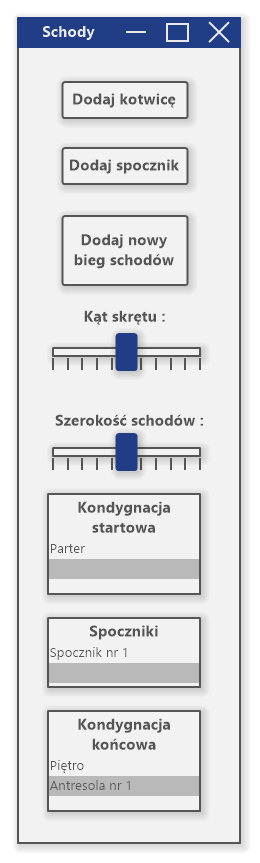 Schody
Dodaj kotwicę
Dodaj spocznik
Dodaj nowy
bieg schodów
Kąt skrętu :
Szerokość schodów :
Kondygnacja
startowa
Parter
Spoczniki
Spocznik nr 1
Kondygnacja
końcowa
Piętro
Antresola nr 1